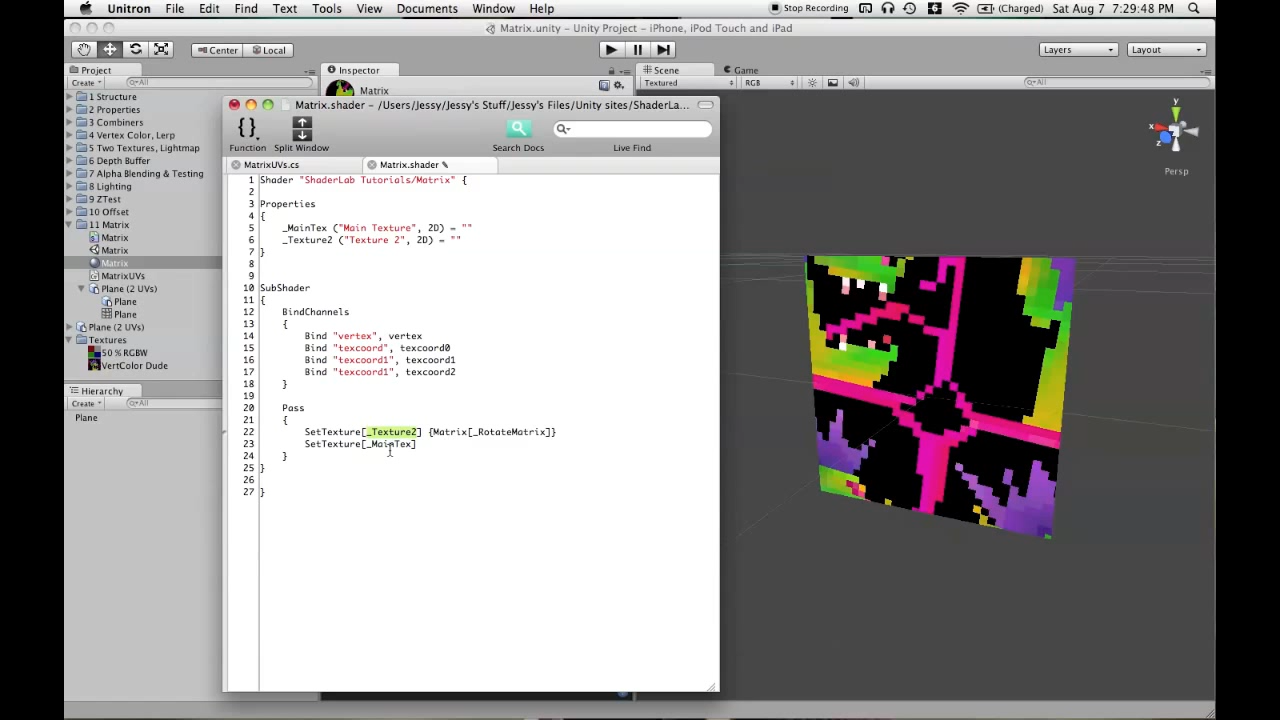 Unitron File Edit Find Text Tools View Documents Window Help Stop Recording 6 (Charged) Sat Aug 7 7:29:48 PM
Matrix.unity - Unity Project - iPhone, iPod Touch and iPad
Center Local Layers Layout
Project Inspector Scene Game
Create All Matrix Textured RGB All
1 Structure
2 Properties
3 Combiners
4 Vertex Color, Lerp
5 Two Textures, Lightmap
6 Depth Buffer
7 Alpha Blending & Testing
8 Lighting
9 ZTest
10 Offset
11 Matrix
Matrix
Matrix
Matrix
MatrixUVs
Plane (2 UVs)
Plane
Plane
Plane (2 UVs)
Textures
50 % RGBW
VertColor Dude
Hierarchy
Create All
Plane
Matrix.shader – /Users/Jessy/Jessy's Stuff/Jessy's Files/Unity sites/ShaderLa...
{}
Function Split Window Search Docs Live Find
MatrixUVs.cs Matrix.shader
1 Shader "ShaderLab Tutorials/Matrix" {
2
3 Properties
4 {
5 _MainTex ("Main Texture", 2D) = ""
6 _Texture2 ("Texture 2", 2D) = ""
7 }
8
9
10 SubShader
11 {
12 BindChannels
13 {
14 Bind "vertex", vertex
15 Bind "texcoord", texcoord0
16 Bind "texcoord1", texcoord1
17 Bind "texcoord1", texcoord2
18 }
19
20 Pass
21 {
22 SetTexture[_Texture2] {Matrix[_RotateMatrix]}
23 SetTexture[_MainTex]
24 }
25 }
26
27 }
y
x
z
Persp